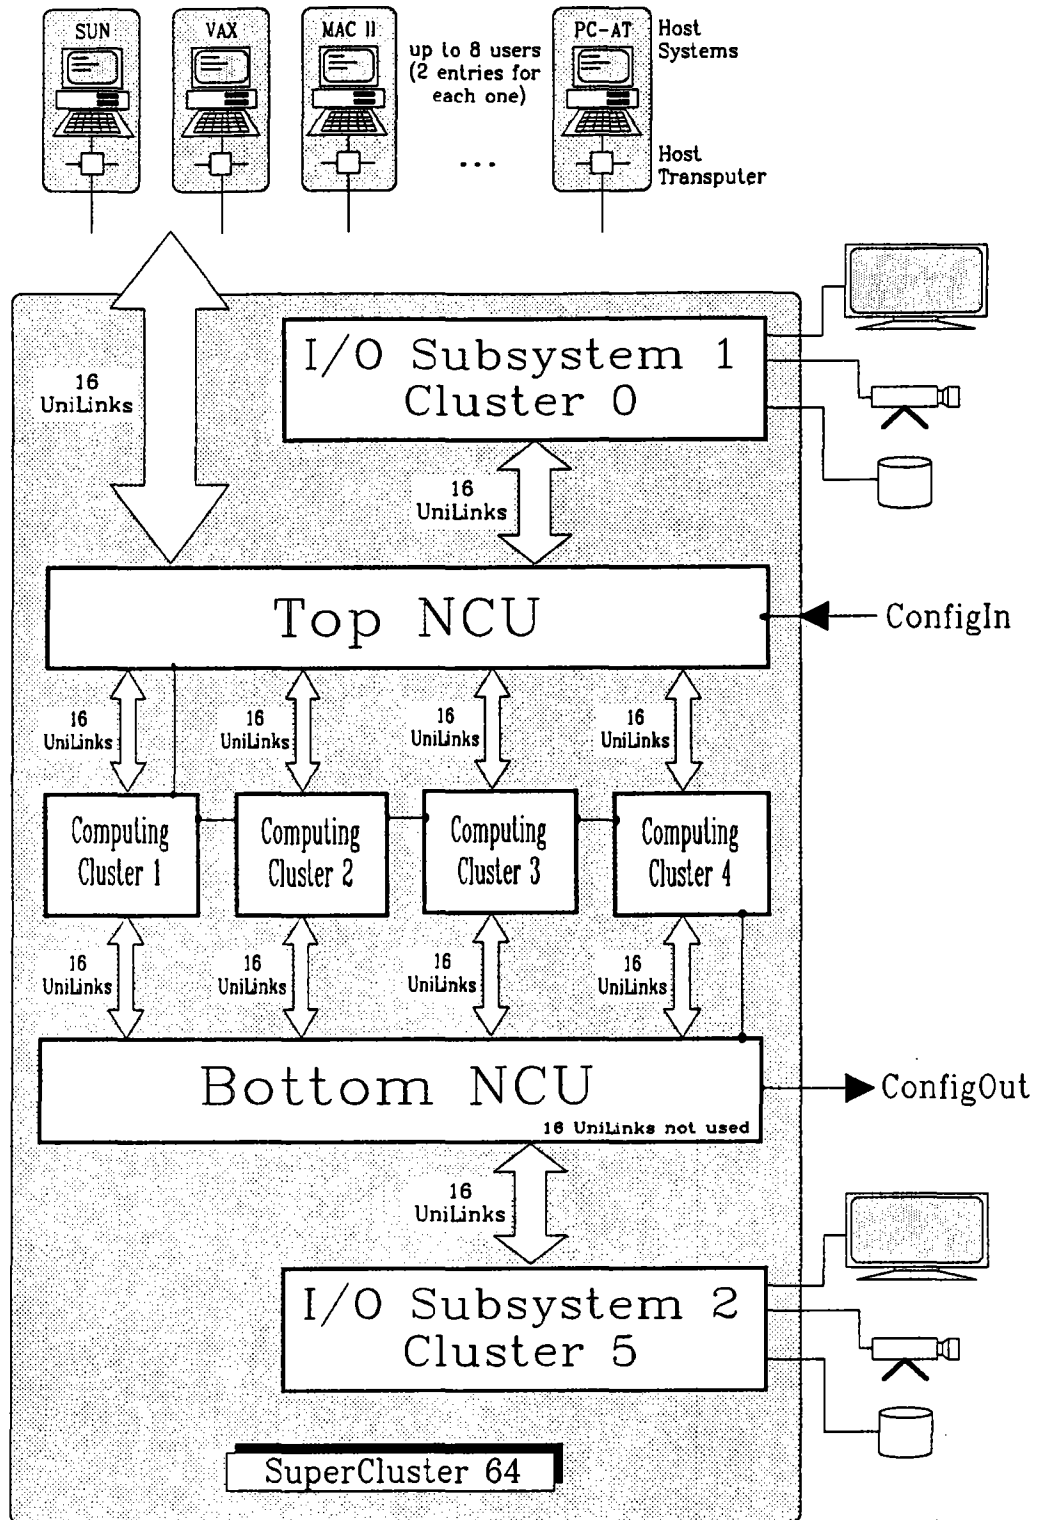 SUN
VAX
MAC II
up to 8 users
(2 entries for
each one)
...
PC-AT
Host
Systems
Host
Transputer
16
UniLinks
I/O Subsystem 1
Cluster 0
16
UniLinks
Top NCU
ConfigIn
16
UniLinks
16
UniLinks
16
UniLinks
16
UniLinks
Computing
Cluster 1
Computing
Cluster 2
Computing
Cluster 3
Computing
Cluster 4
16
UniLinks
16
UniLinks
16
UniLinks
16
UniLinks
Bottom NCU
16 UniLinks not used
ConfigOut
16
UniLinks
I/O Subsystem 2
Cluster 5
SuperCluster 64